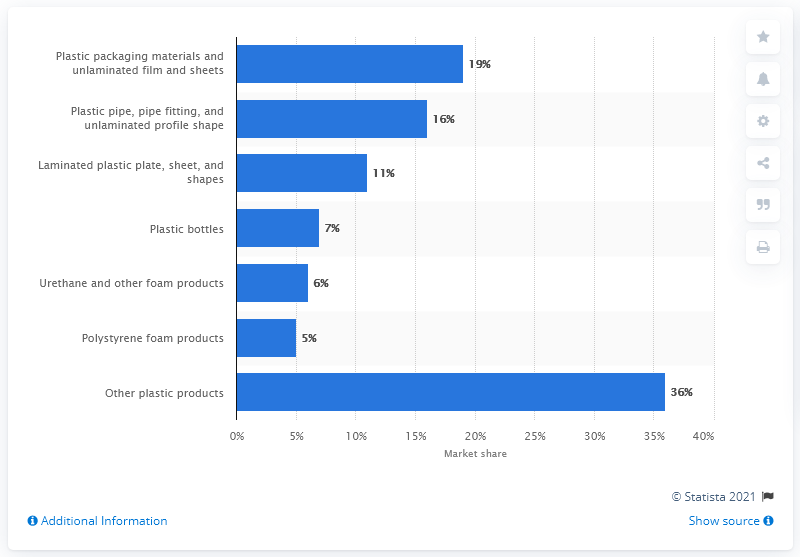 Plastic packaging materials and
unlaminated film and sheets
19%
Plastic pipe, pipe fitting, and
unlaminated profile shape
16%
Laminated plastic plate, sheet, and
shapes
11%
Plastic bottles
7%
Urethane and other foam products
6%
Polystyrene foam products
5%
Other plastic products
36%
0% 5% 10% 15% 20% 25% 30% 35% 40%
Market share
© Statista 2021
Additional Information
Show source